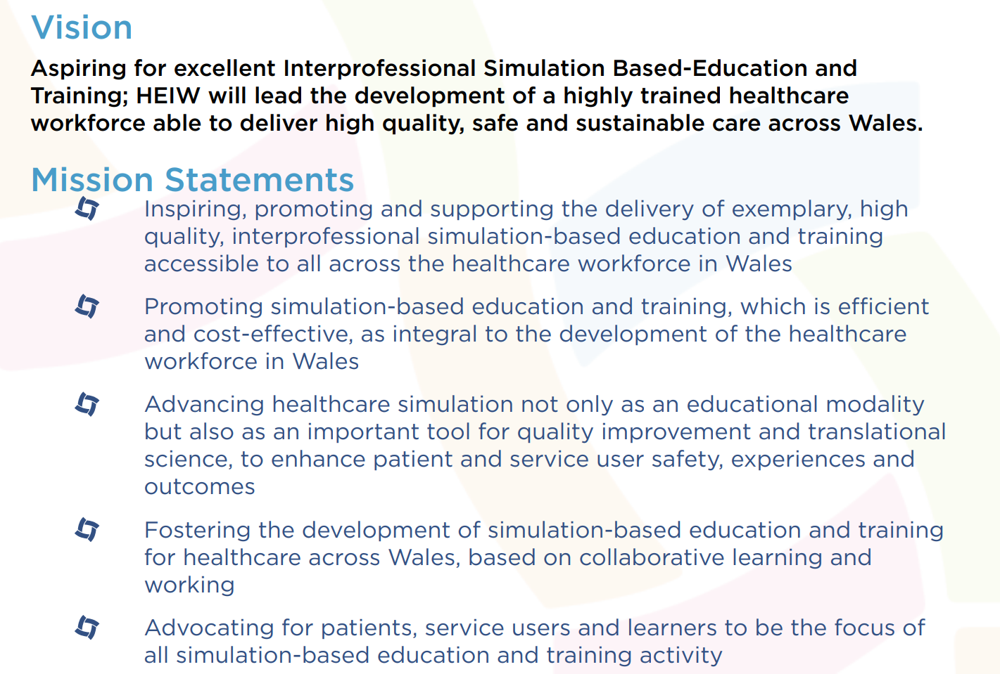 Vision
Aspiring for excellent Interprofessional Simulation Based-Education and
Training; HEIW will lead the development of a highly trained healthcare
workforce able to deliver high quality, safe and sustainable care across Wales.
Mission Statements
Inspiring, promoting and supporting the delivery of exemplary, high
quality, interprofessional simulation-based education and training
accessible to all across the healthcare workforce in Wales
Promoting simulation-based education and training, which is efficient
and cost-effective, as integral to the development of the healthcare
workforce in Wales
Advancing healthcare simulation not only as an educational modality
but also as an important tool for quality improvement and translational
science, to enhance patient and service user safety, experiences and
outcomes
Fostering the development of simulation-based education and training
for healthcare across Wales, based on collaborative learning and
working
Advocating for patients, service users and learners to be the focus of
all simulation-based education and training activity